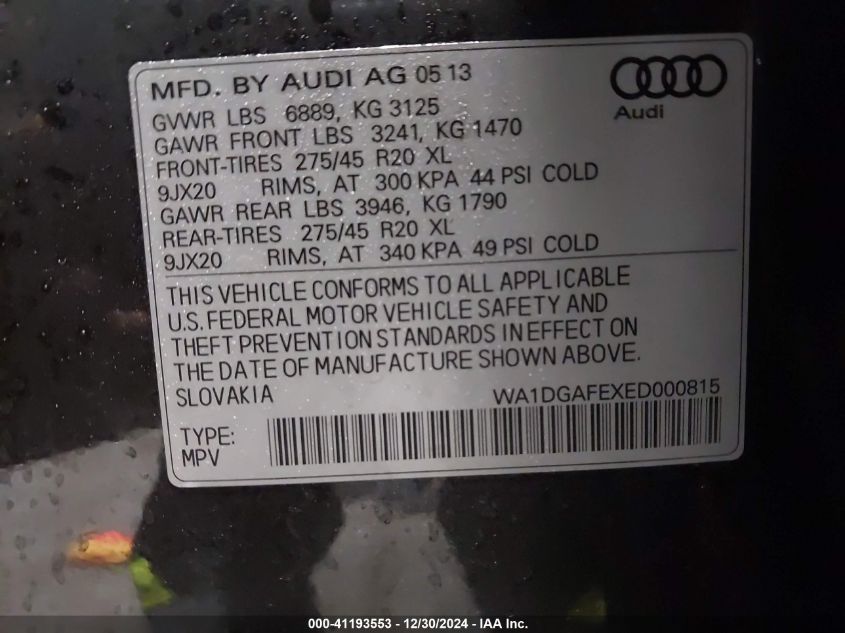 MFD. BY AUDI AG 05 13
GVWR LBS 6889, KG 3125
GAWR FRONT LBS 3241, KG 1470
FRONT-TIRES 275/45 R20 XL
9JX20 RIMS, AT 300 KPA 44 PSI COLD
GAWR REAR LBS 3946, KG 1790
REAR-TIRES 275/45 R20 XL
9JX20 RIMS, AT 340 KPA 49 PSI COLD
Audi
THIS VEHICLE CONFORMS TO ALL APPLICABLE
U.S. FEDERAL MOTOR VEHICLE SAFETY AND
THEFT PREVENTION STANDARDS IN EFFECT ON
THE DATE OF MANUFACTURE SHOWN ABOVE.
SLOVAKIA WA1DGAFEXED000815
TYPE:
MPV
000-41193553 - 12/30/2024 - IAA Inc.